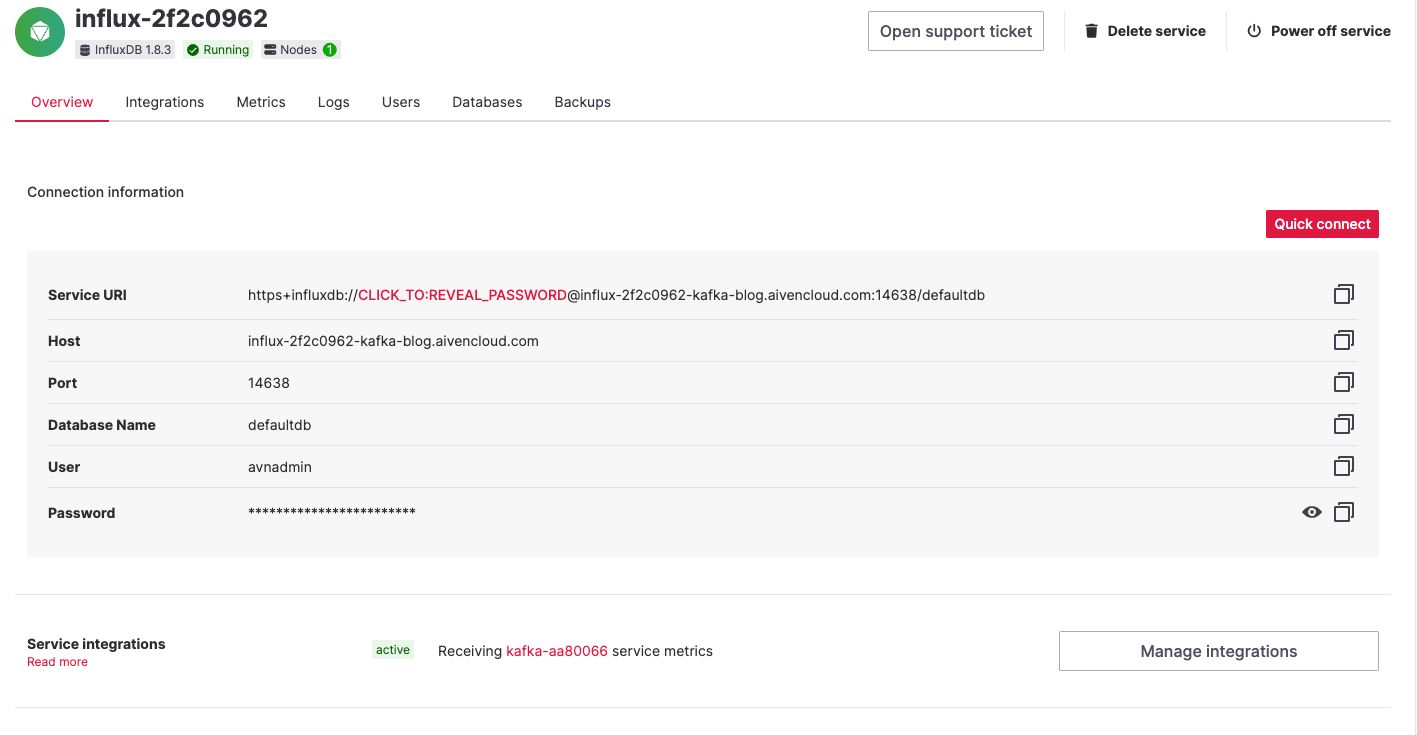 influx-2f2c0962
InfluxDB 1.8.3 Running Nodes 1
Open support ticket Delete service Power off service
Overview Integrations Metrics Logs Users Databases Backups
Connection information
Quick connect
Service URI https+influxdb://CLICK_TO:REVEAL_PASSWORD@influx-2f2c0962-kafka-blog.aivencloud.com:14638/defaultdb
Host influx-2f2c0962-kafka-blog.aivencloud.com
Port 14638
Database Name defaultdb
User avnadmin
Password ************************
Service integrations active Receiving kafka-aa80066 service metrics Manage integrations
Read more